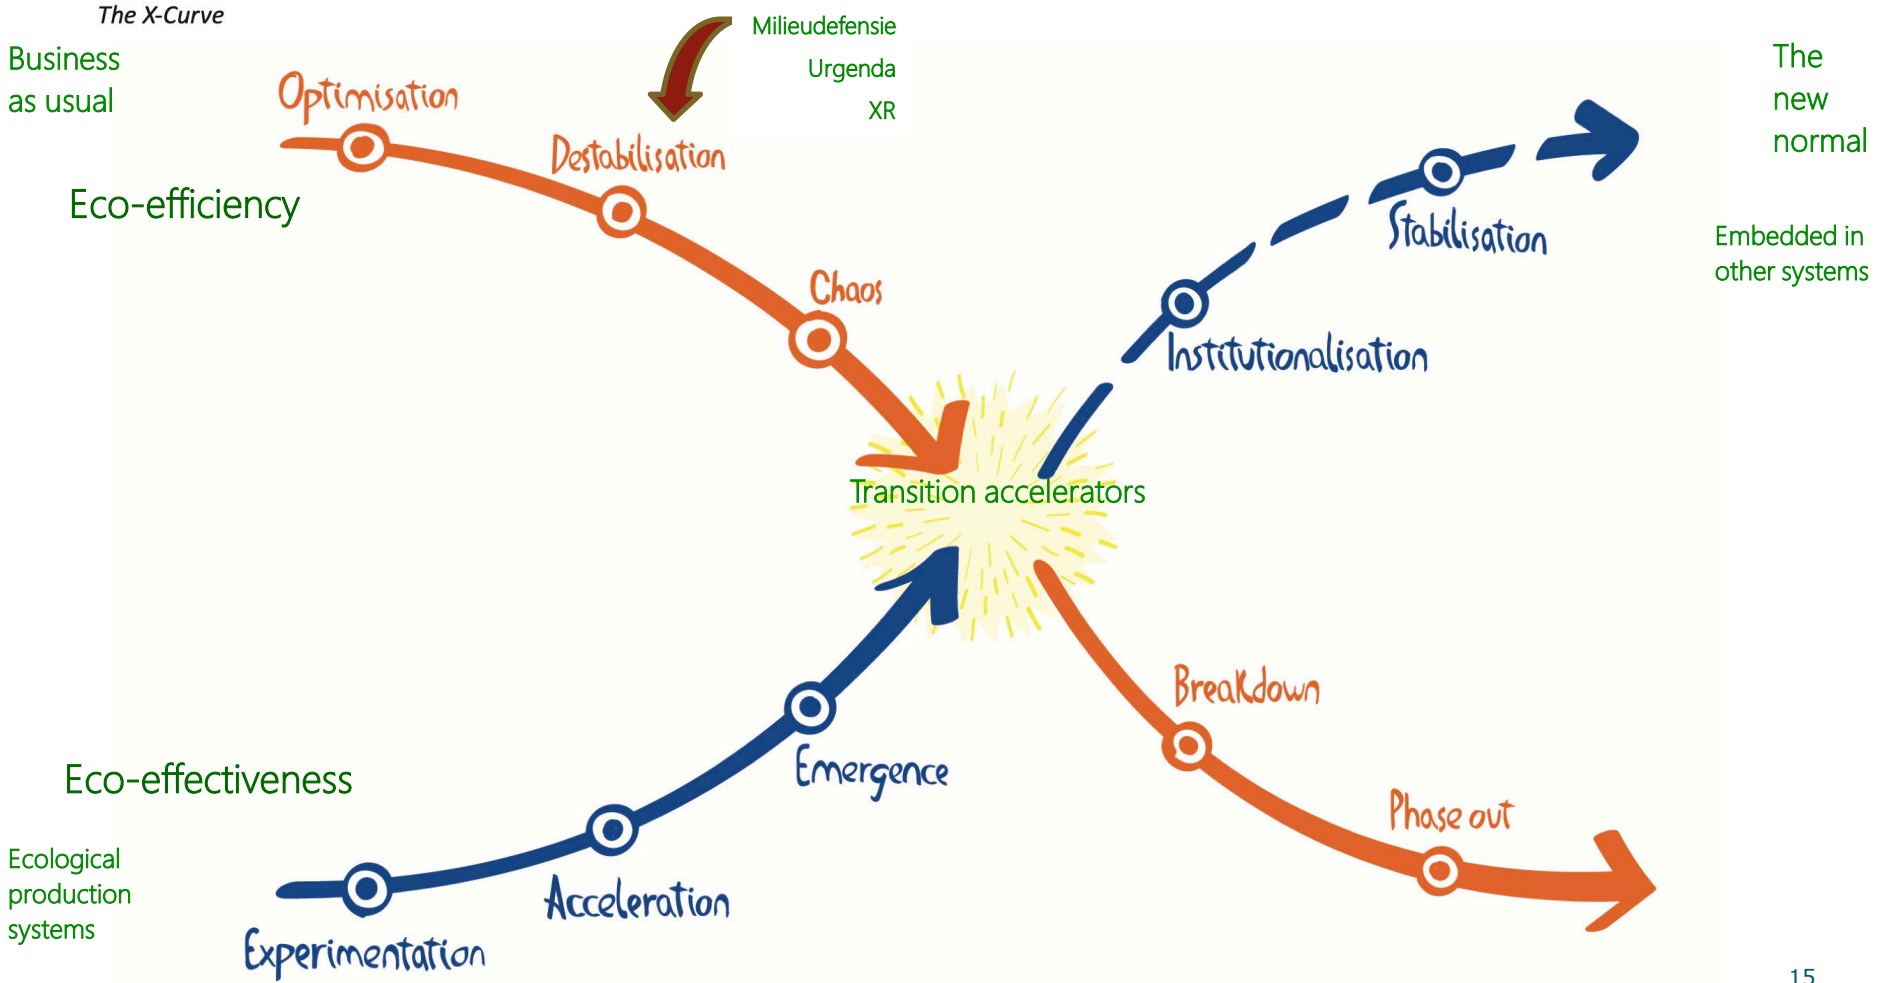 The X-Curve
Business
as usual
Milieudefensie
Urgenda
XR
The
new
normal
Optimisation
Destabilisation
Eco-efficiency
Chaos
Stabilisation
Embedded in
other systems
Institutionalisation
Transition accelerators
Breakdown
Emergence
Eco-effectiveness
Phase out
Ecological
production
systems
Acceleration
Experimentation
15